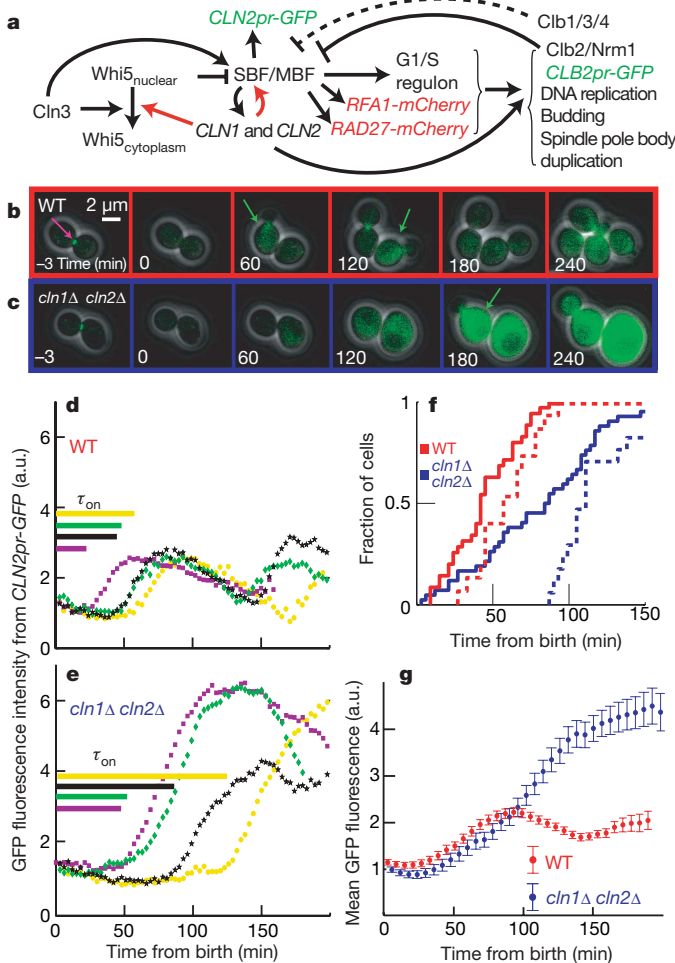 a
CLN2pr-GFP
Clb1/3/4
Clb2/Nrm1
CLB2pr-GFP
DNA replication
Budding
Spindle pole body
duplication
Cln3
Whi5nuclear
Whi5cytoplasm
SBF/MBF
CLN1 and CLN2
G1/S
regulon
RFA1-mCherry
RAD27-mCherry
b
WT
2 μm
–3 Time (min)
0
60
120
180
240
c
cln1Δ cln2Δ
–3
0
60
120
180
240
GFP fluorescence intensity from CLN2pr-GFP (a.u.)
d
WT
τon
6
4
2
0
e
cln1Δ cln2Δ
τon
6
4
2
0
0
50
100
150
Time from birth (min)
f
WT
cln1Δ
cln2Δ
Fraction of cells
1
0.5
0
50
100
150
Time from birth (min)
g
Mean GFP fluorescence (a.u.)
4
3
2
1
WT
cln1Δ cln2Δ
0
50
100
150
Time from birth (min)